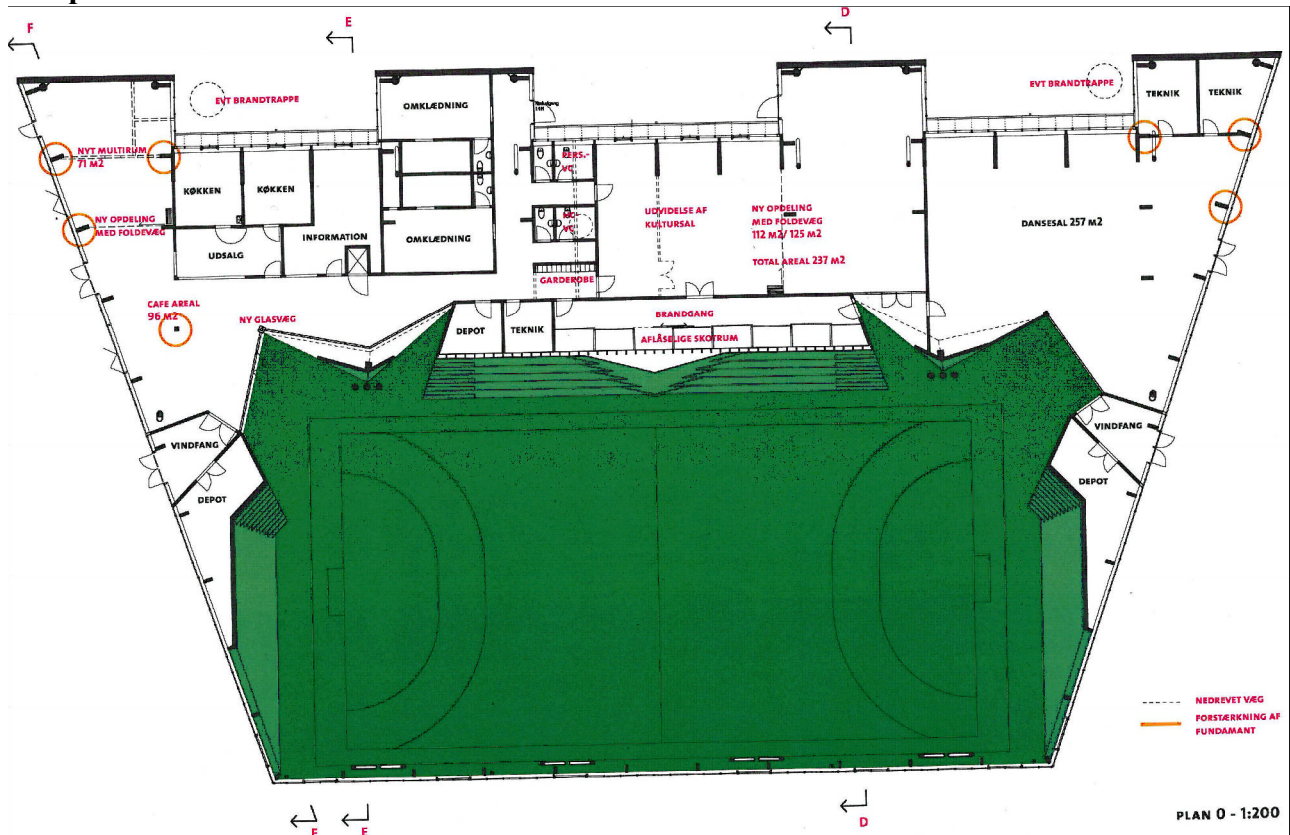 F
E
D
EVT BRANDTRAPPE
OMKLÆDNING
EVT BRANDTRAPPE
TEKNIK
TEKNIK
NYT MULTIRUM
71 M2
PERS.-
VC
KØKKEN
KØKKEN
NY OPDELING
MED FOLDEVÆG
INFORMATION
OMKLÆDNING
UDSALG
VC
UDVIDELSE AF
KULTURSAL
NY OPDELING
MED FOLDEVÆG
112 M2/ 125 M2
TOTAL AREAL 237 M2
DANSESAL 257 M2
GARDEROBE
CAFE AREAL
96 M2
NY GLASVÆG
DEPOT
TEKNIK
BRANDGANG
AFLÅSELIGE SKOTRUM
VINDFANG
DEPOT
VINDFANG
DEPOT
NEDREVET VÆG
FORSTÆRKNING AF
FUNDAMANT
D
PLAN 0 - 1:200